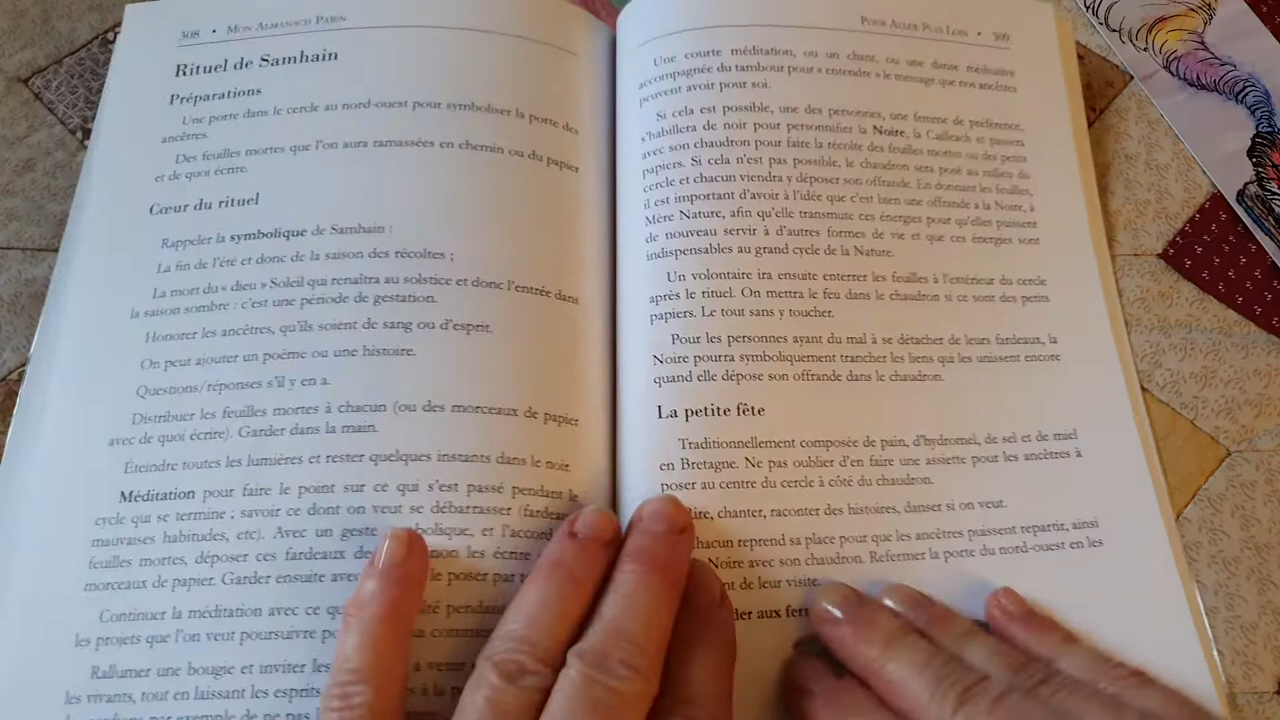 308 • Mon Almanach Païen
Rituel de Samhain
Préparations
Une porte dans le cercle au nord-ouest pour symboliser la porte des
ancêtres.
Des feuilles mortes que l'on aura ramassées en chemin ou du papier
et de quoi écrire.
Cœur du rituel
Rappeler la symbolique de Samhain :
La fin de l'été et donc de la saison des récoltes ;
La mort du « dieu » Soleil qui renaîtra au solstice et donc l'entrée dans
la saison sombre : c'est une période de gestation.
Honorer les ancêtres, qu'ils soient de sang ou d'esprit.
On peut ajouter un poème ou une histoire.
Questions/réponses s'il y en a.
Distribuer les feuilles mortes à chacun (ou des morceaux de papier
avec de quoi écrire). Garder dans la main.
Éteindre toutes les lumières et rester quelques instants dans le noir.
Méditation pour faire le point sur ce qui s'est passé pendant le
cycle qui se termine ; savoir ce dont on veut se débarrasser (fardeaux
mauvaises habitudes, etc). Avec un geste et l'accord
feuilles mortes, déposer ces fardeaux non les écrire
morceaux de papier. Garder ensuite le poser par
Continuer la méditation avec ce pendant
les projets que l'on veut poursuivre
Rallumer une bougie et inviter les à
les vivants, tout en laissant les esprits à la
par exemple de ne pas
Pour Aller Plus Loin • 309
Une courte méditation, ou un chant, ou une danse méditative
accompagnée du tambour pour « entendre » le message que nos ancêtres
peuvent avoir pour soi.
Si cela est possible, une des personnes, une femme de préférence,
s'habillera de noir pour personnifier la Noire, la Cailleach et passera
avec son chaudron pour faire la récolte des feuilles mortes ou des petits
papiers. Si cela n'est pas possible, le chaudron sera posé au milieu du
cercle et chacun viendra y déposer son offrande. En donnant les feuilles,
il est important d'avoir à l'idée que c'est bien une offrande à la Noire, à
Mère Nature, afin qu'elle transmute ces énergies pour qu'elles puissent
de nouveau servir à d'autres formes de vie et que ces énergies sont
indispensables au grand cycle de la Nature.
Un volontaire ira ensuite enterrer les feuilles à l'extérieur du cercle
après le rituel. On mettra le feu dans le chaudron si ce sont des petits
papiers. Le tout sans y toucher.
Pour les personnes ayant du mal à se détacher de leurs fardeaux, la
Noire pourra symboliquement trancher les liens qui les unissent encore
quand elle dépose son offrande dans le chaudron.
La petite fête
Traditionnellement composée de pain, d'hydromel, de sel et de miel
en Bretagne. Ne pas oublier d'en faire une assiette pour les ancêtres à
poser au centre du cercle à côté du chaudron.
Rire, chanter, raconter des histoires, danser si on veut.
hacun reprend sa place pour que les ancêtres puissent repartir, ainsi
Noire avec son chaudron. Refermer la porte du nord-ouest en les
nt de leur visite.
der aux